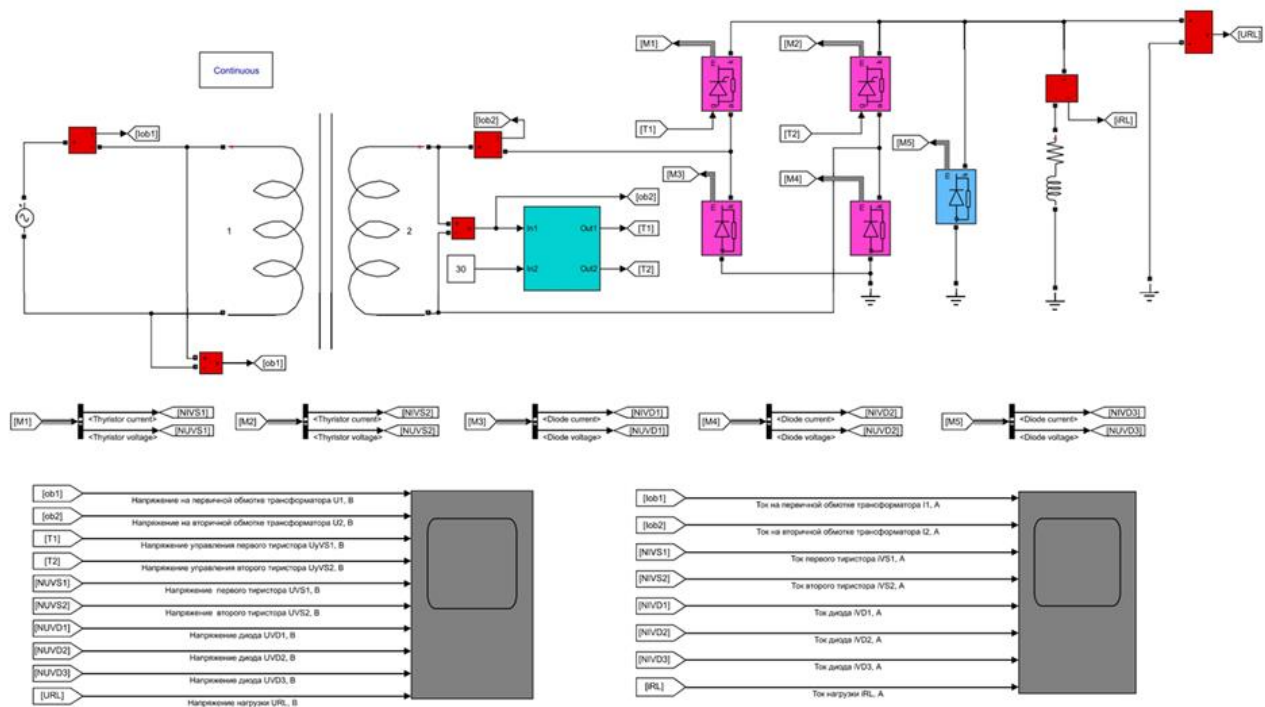 [M1]
[M2]
[URL]
Continuous
[Iob1]
[Iob2]
[T1]
[T2]
[iRL]
[M5]
[M3]
[M4]
[ob2]
1
2
In1
Out1
[T1]
30
In2
Out2
[T2]
[ob1]
[M1]
<Thyristor current>
[NIVS1]
<Thyristor voltage>
[NUVS1]
[M2]
<Thyristor current>
[NIVS2]
<Thyristor voltage>
[NUVS2]
[M3]
<Diode current>
[NIVD1]
<Diode voltage>
[NUVD1]
[M4]
<Diode current>
[NIVD2]
<Diode voltage>
[NUVD2]
[M5]
<Diode current>
[NIVD3]
<Diode voltage>
[NUVD3]
[ob1]
Напряжение на первичной обмотке трансформатора U1, В
[ob2]
Напряжение на вторичной обмотке трансформатора U2, В
[T1]
Напряжение управления первого тиристора UyVS1, В
[T2]
Напряжение управления второго тиристора UyVS2, В
[NUVS1]
Напряжение первого тиристора UVS1, В
[NUVS2]
Напряжение второго тиристора UVS2, В
[NUVD1]
Напряжение диода UVD1, В
[NUVD2]
Напряжение диода UVD2, В
[NUVD3]
Напряжение диода UVD3, В
[URL]
Напряжение нагрузки URL, В
[Iob1]
Ток на первичной обмотке трансформатора I1, А
[Iob2]
Ток на вторичной обмотке трансформатора I2, А
[NIVS1]
Ток первого тиристора iVS1, А
[NIVS2]
Ток второго тиристора iVS2, А
[NIVD1]
Ток диода iVD1, А
[NIVD2]
Ток диода iVD2, А
[NIVD3]
Ток диода iVD3, А
[iRL]
Ток нагрузки iRL, А